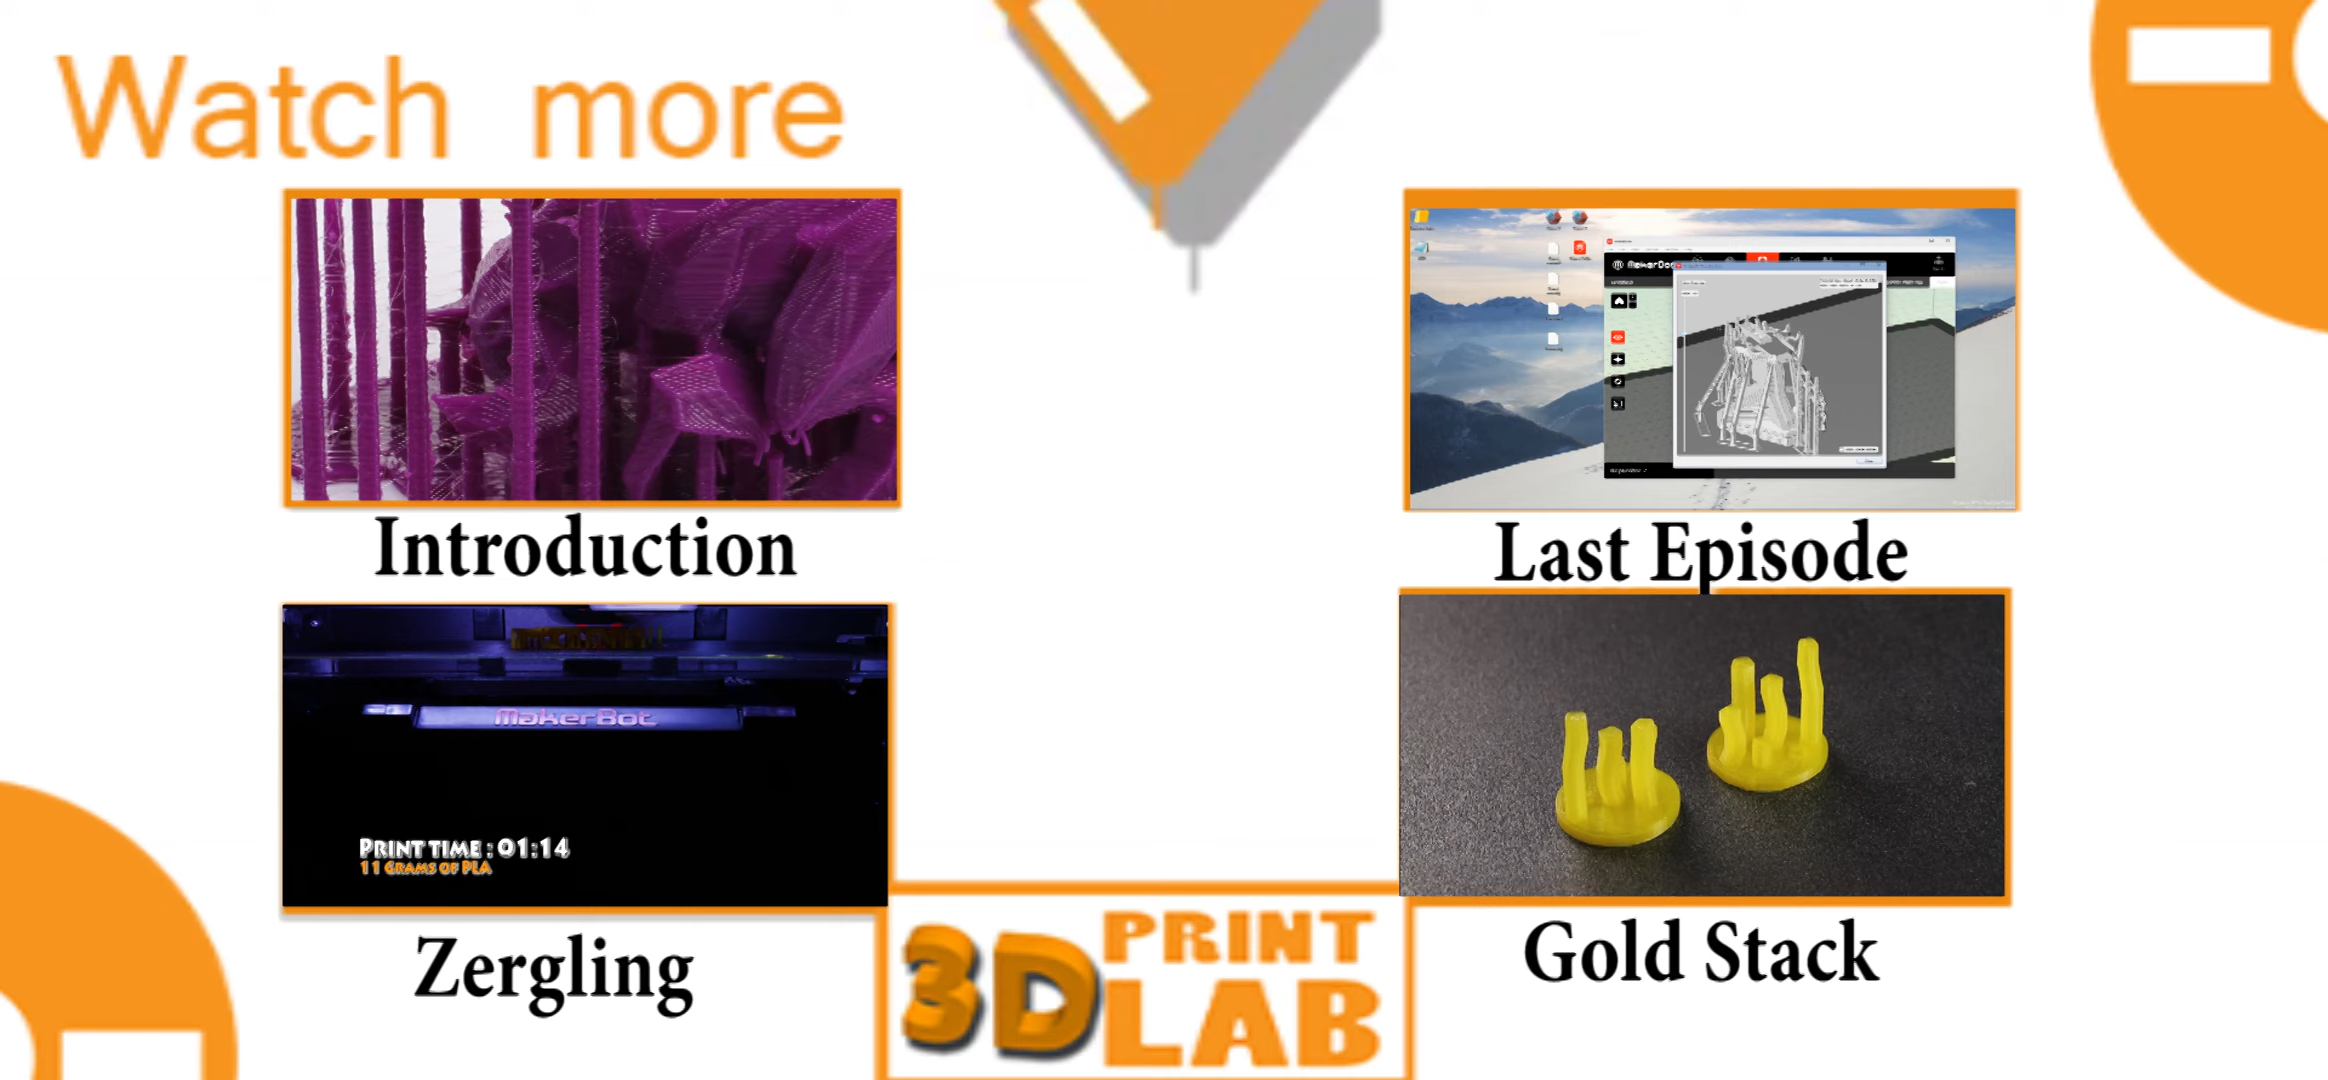 Watch more
MakerBot
Introduction
Last Episode
MakerBot
PRINT TIME : 01:14
11 GRAMS OF PLA
Zergling
Gold Stack
3D PRINT
LAB